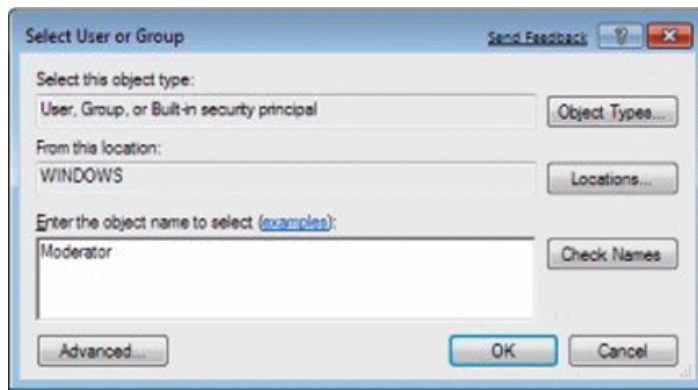 Select User or Group
Send Feedback
Select this object type:
User, Group, or Built-in security principal
Object Types...
From this location:
WINDOWS
Locations...
Enter the object name to select (examples):
Moderator
Check Names
Advanced...
OK
Cancel